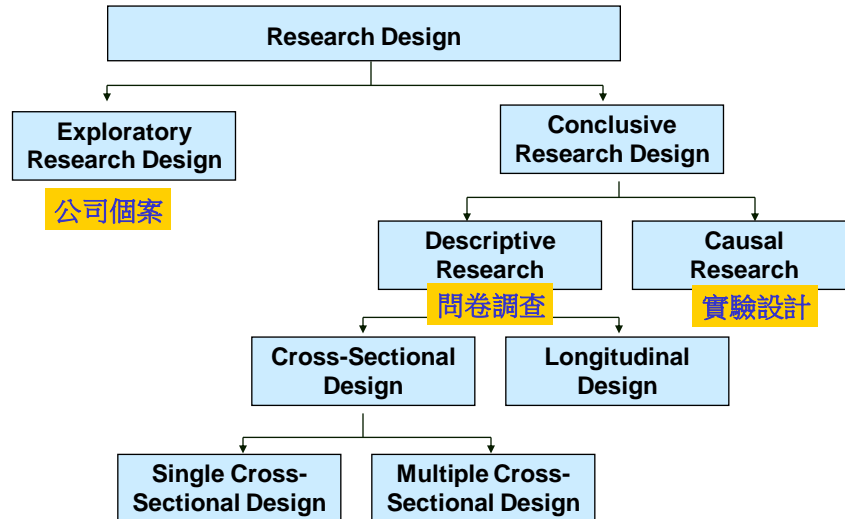 Research Design
Exploratory
Research Design
Conclusive
Research Design
公司個案
Descriptive
Research
Causal
Research
問卷調查
實驗設計
Cross-Sectional
Design
Longitudinal
Design
Single Cross-
Sectional Design
Multiple Cross-
Sectional Design